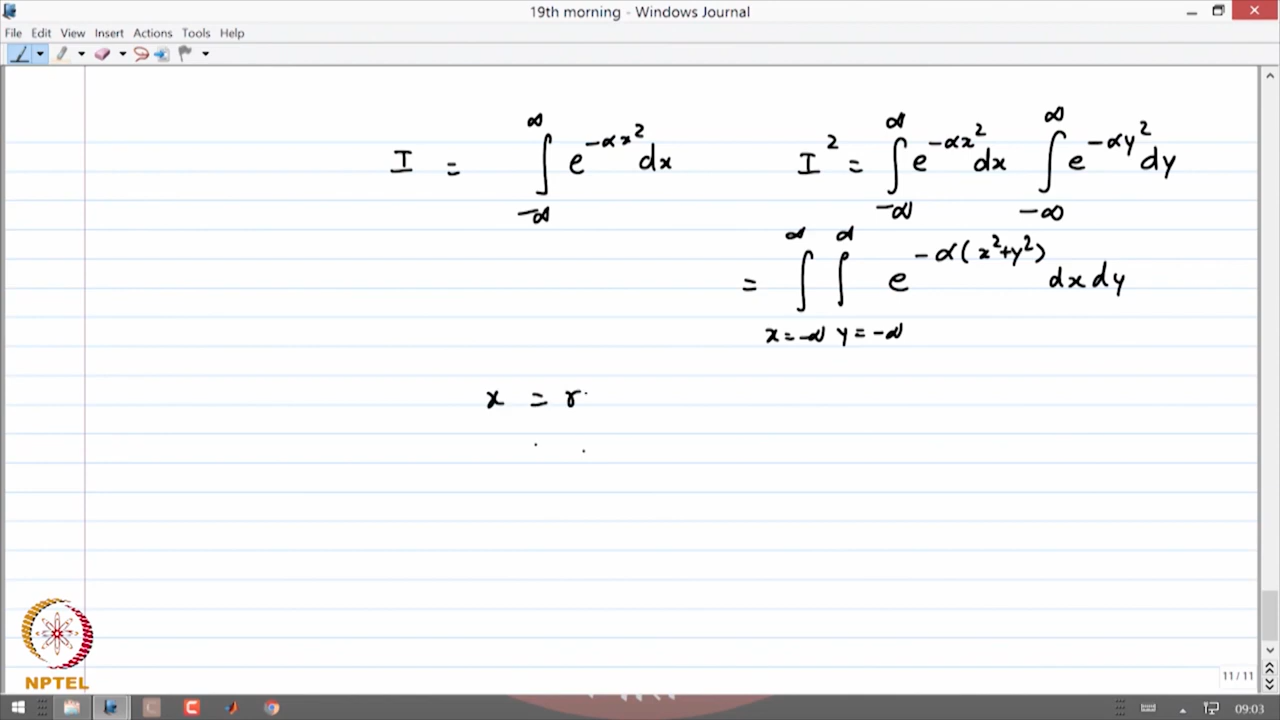 19th morning - Windows Journal
File Edit View Insert Actions Tools Help
I = ∫_{-∞}^{∞} e^{-αx²} dx I² = ∫_{-∞}^{∞} e^{-αx²} dx ∫_{-∞}^{∞} e^{-αy²} dy
= ∫_{x=-∞}^{∞} ∫_{y=-∞}^{∞} e^{-α(x²+y²)} dx dy
x = r
NPTEL
11 / 11
09:03